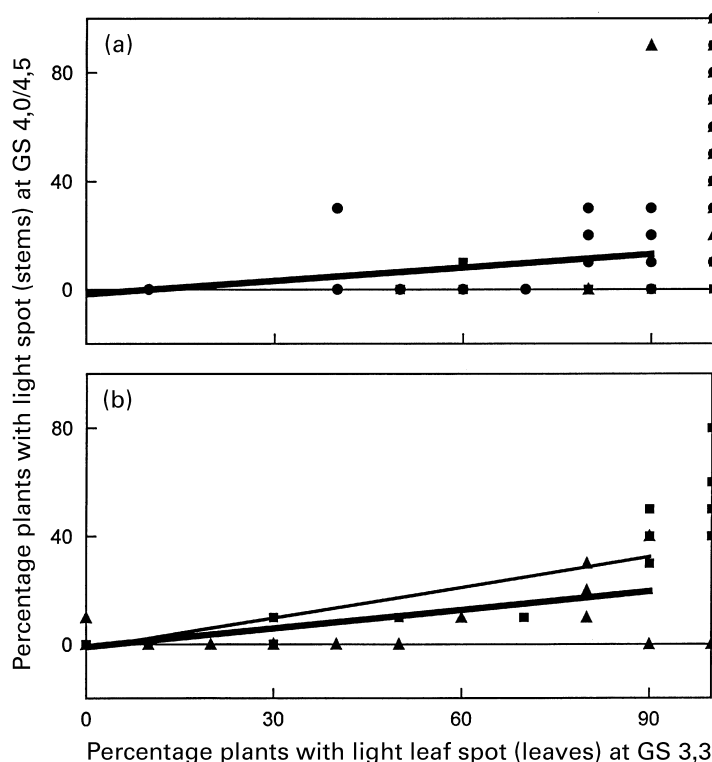 Percentage plants with light spot (stems) at GS 4,0/4,5
(a)
80
40
0
(b)
80
40
0
0 30 60 90
Percentage plants with light leaf spot (leaves) at GS 3,3